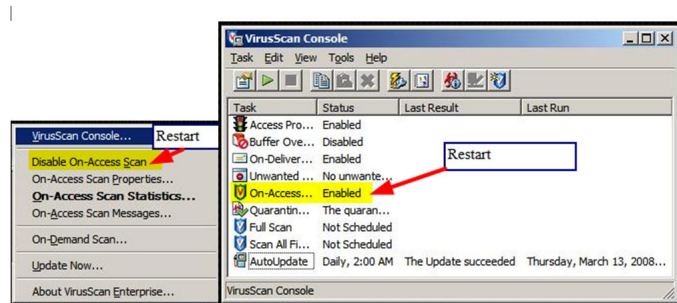 VirusScan Console...
Restart
Disable On-Access Scan
On-Access Scan Properties...
On-Access Scan Statistics...
On-Access Scan Messages...
On-Demand Scan...
Update Now...
About VirusScan Enterprise...
VirusScan Console
Task Edit View Tools Help
Task Status Last Result Last Run
Access Pro... Enabled
Buffer Ove... Disabled
On-Deliver... Enabled
Restart
Unwanted ... No unwante...
On-Access... Enabled
Quarantin... The quaran...
Full Scan Not Scheduled
Scan All Fi... Not Scheduled
AutoUpdate Daily, 2:00 AM The Update succeeded Thursday, March 13, 2008...
VirusScan Console